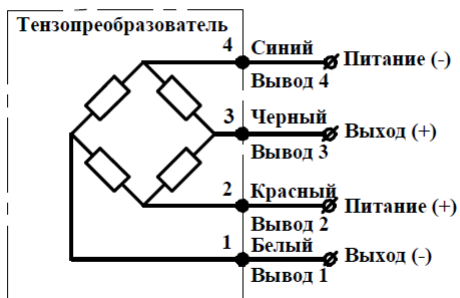 Тензопреобразователь
4 Синий
Вывод 4
Питание (-)
3 Черный
Вывод 3
Выход (+)
2 Красный
Вывод 2
Питание (+)
1 Белый
Вывод 1
Выход (-)